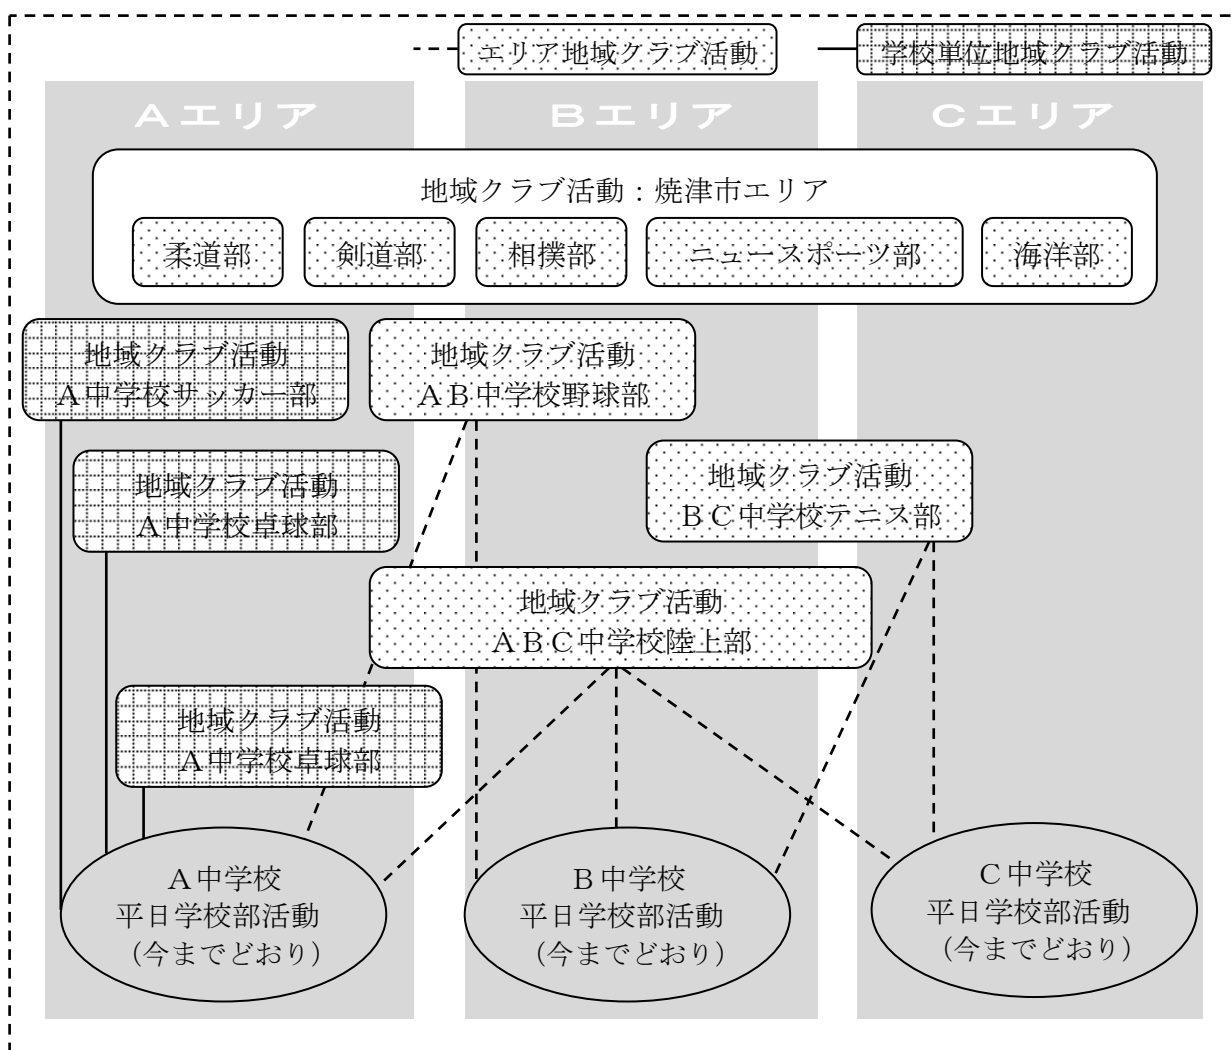 エリア地域クラブ活動
学校単位地域クラブ活動
Aエリア
Bエリア
Cエリア
地域クラブ活動：焼津市エリア
柔道部
剣道部
相撲部
ニュースポーツ部
海洋部
地域クラブ活動
A中学校サッカー部
地域クラブ活動
AB中学校野球部
地域クラブ活動
BC中学校テニス部
地域クラブ活動
A中学校卓球部
地域クラブ活動
ABC中学校陸上部
地域クラブ活動
A中学校卓球部
A中学校
平日学校部活動
（今までどおり）
B中学校
平日学校部活動
（今までどおり）
C中学校
平日学校部活動
（今までどおり）